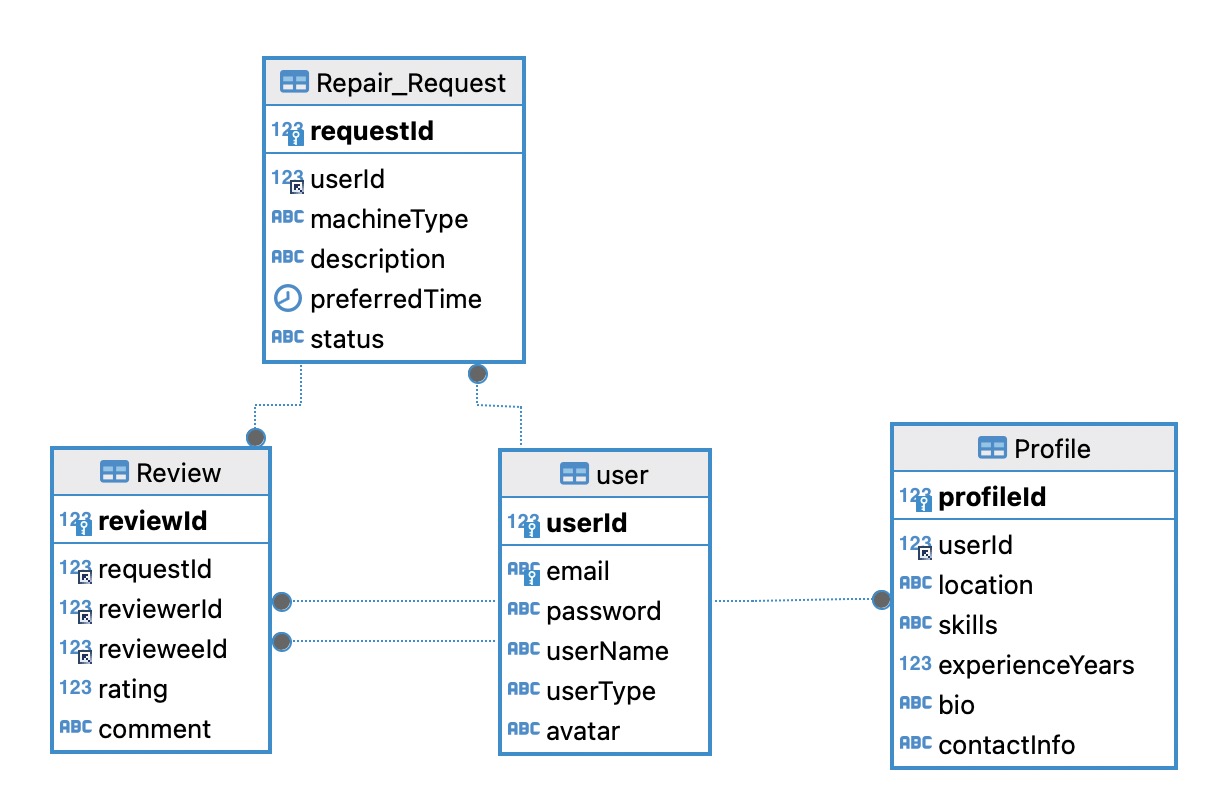 Repair_Request
123 requestId
123 userId
ABC machineType
ABC description
preferredTime
ABC status
Review
123 reviewId
123 requestId
123 reviewerId
123 revieweeId
123 rating
ABC comment
user
123 userId
ABC email
ABC password
ABC userName
ABC userType
ABC avatar
Profile
123 profileId
123 userId
ABC location
ABC skills
123 experienceYears
ABC bio
ABC contactInfo